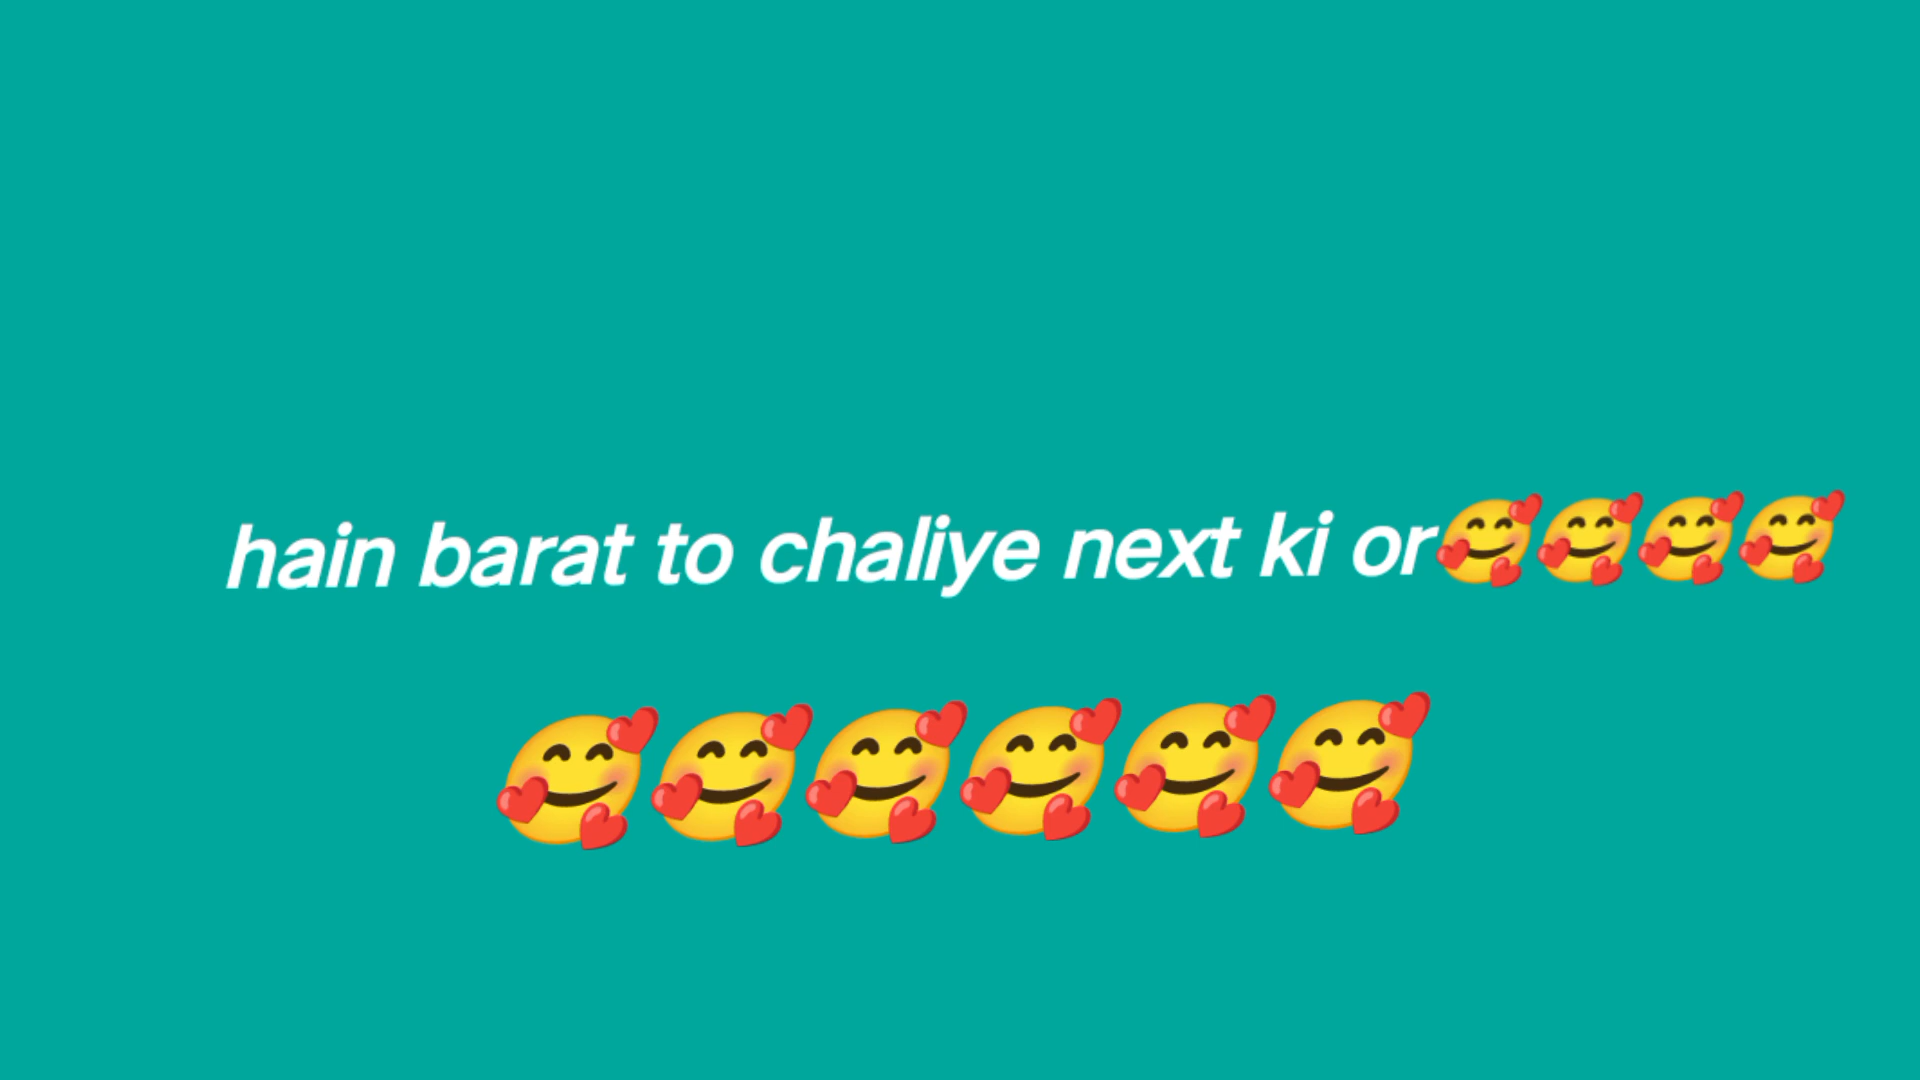 hain barat to chaliye next ki or🥰🥰🥰🥰
🥰🥰🥰🥰🥰🥰